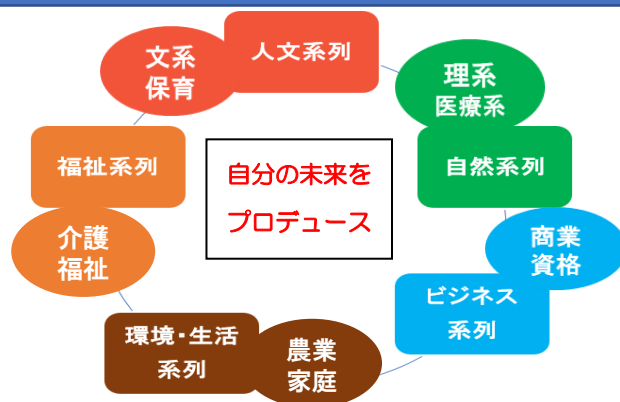 人文系列
文系
保育
理系
医療系
自然系列
商業
資格
ビジネス
系列
農業
家庭
環境・生活
系列
介護
福祉
福祉系列
自分の未来を
プロデュース